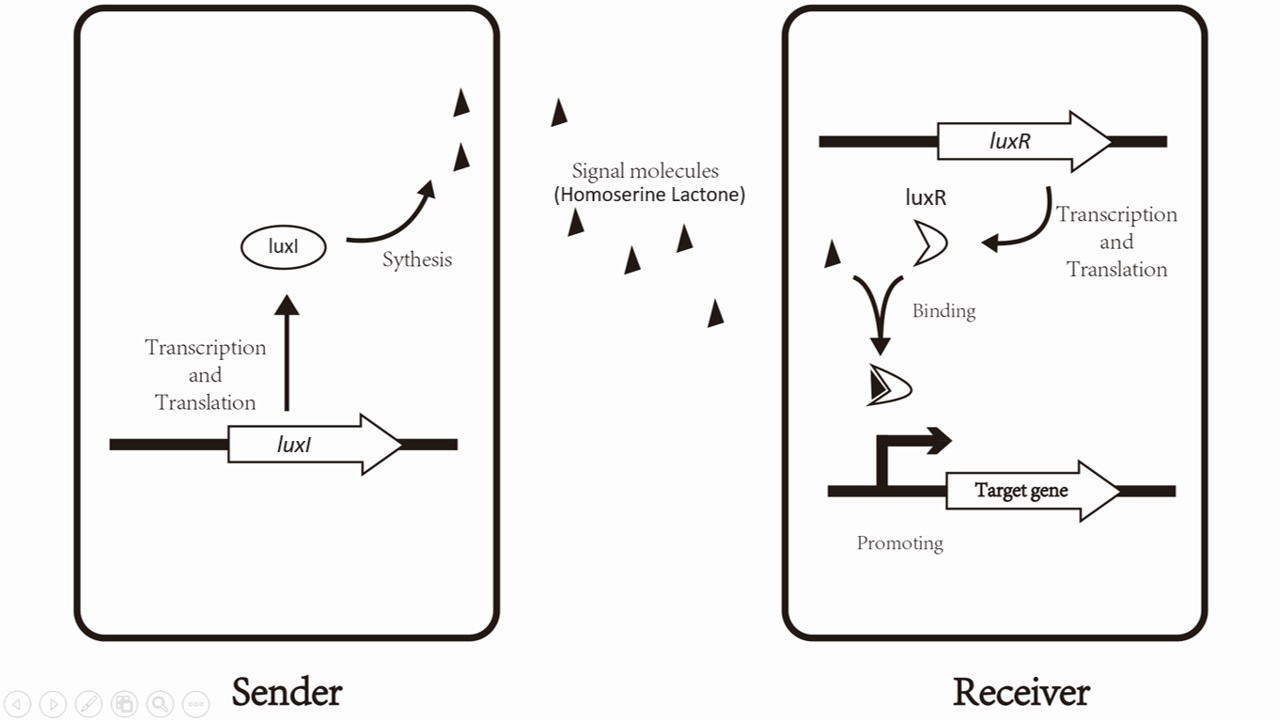 luxI
Sythesis
Transcription
and
Translation
luxI
Sender
Signal molecules
(Homoserine Lactone)
luxR
luxR
Transcription
and
Translation
Binding
Target gene
Promoting
Receiver